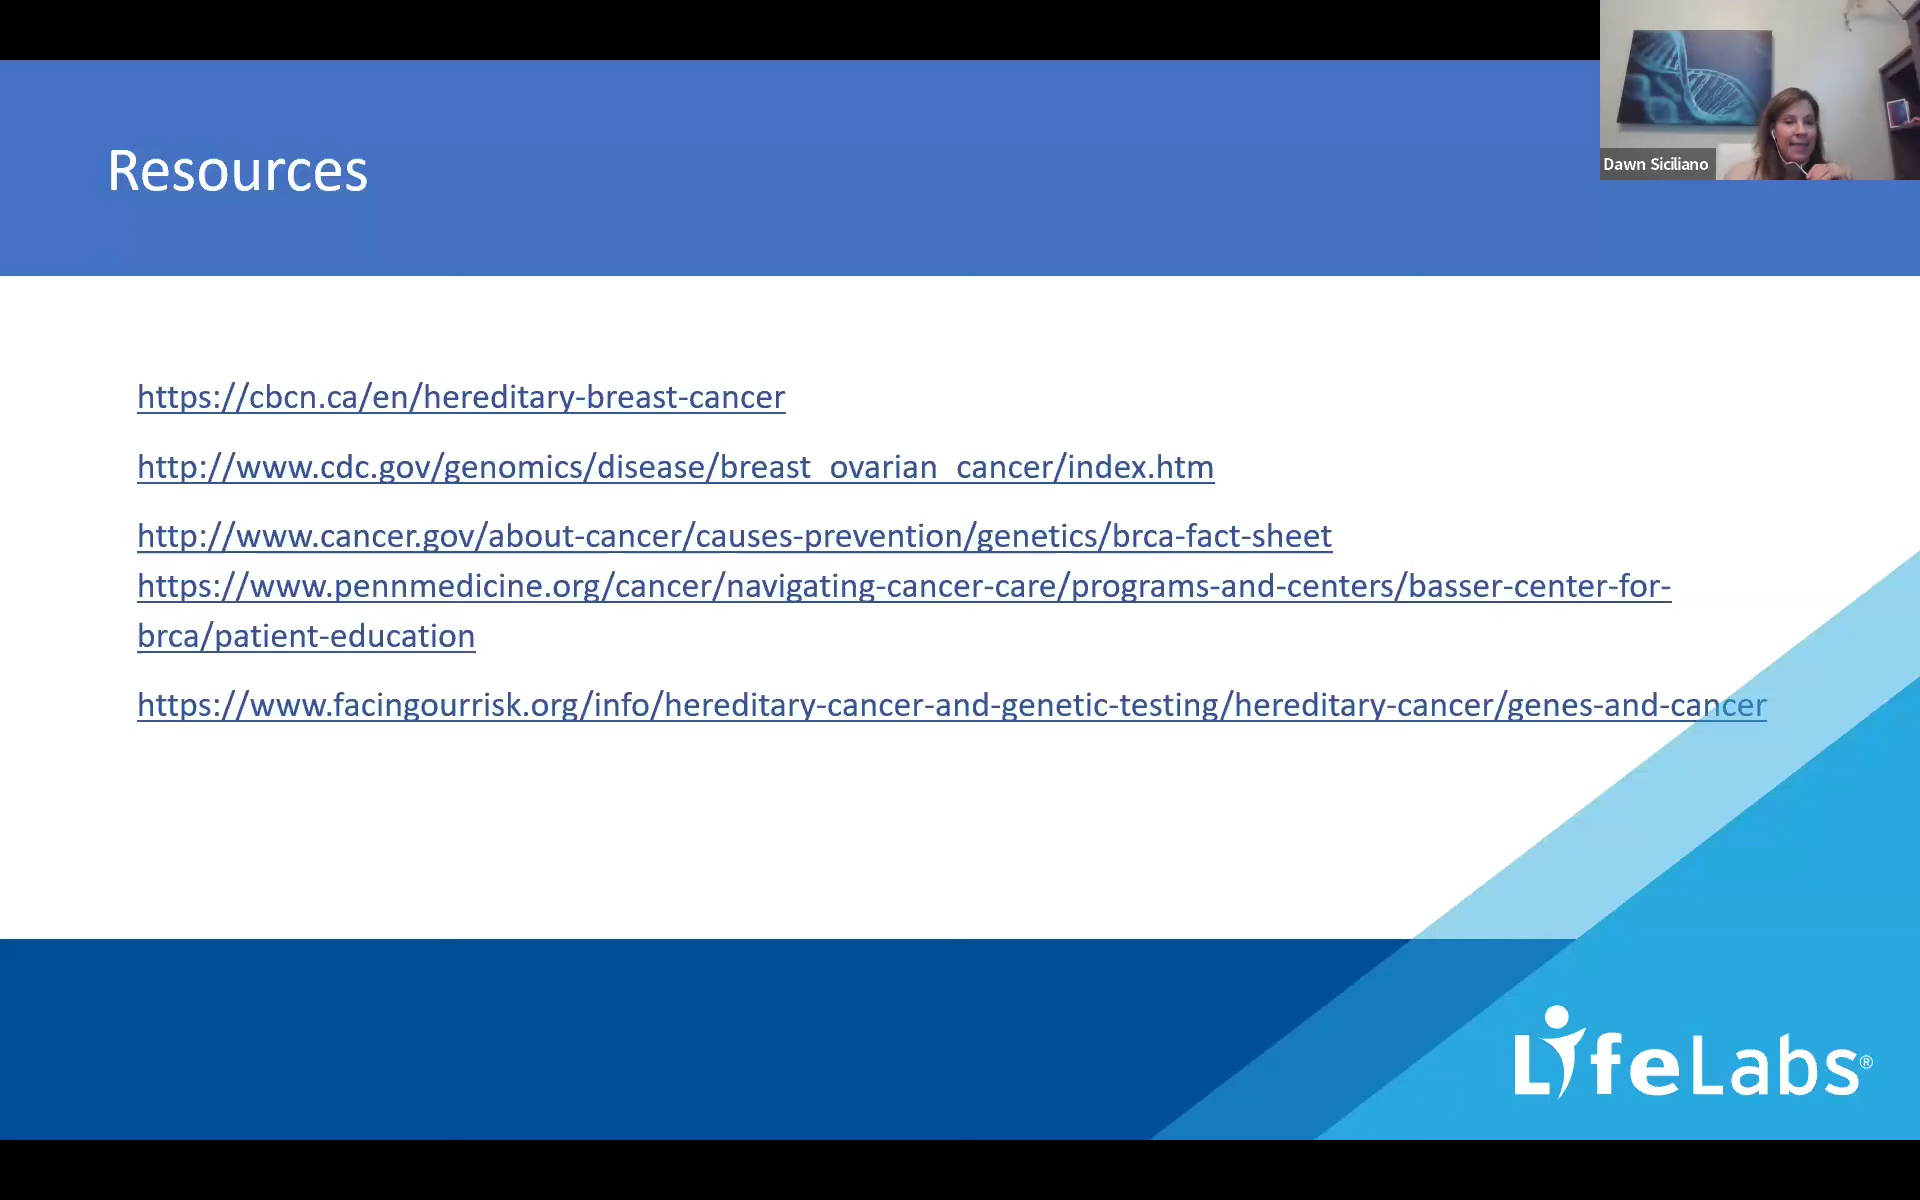 Resources
Dawn Siciliano
https://cbcn.ca/en/hereditary-breast-cancer
http://www.cdc.gov/genomics/disease/breast_ovarian_cancer/index.htm
http://www.cancer.gov/about-cancer/causes-prevention/genetics/brca-fact-sheet
https://www.pennmedicine.org/cancer/navigating-cancer-care/programs-and-centers/basser-center-for-
brca/patient-education
https://www.facingourrisk.org/info/hereditary-cancer-and-genetic-testing/hereditary-cancer/genes-and-cancer
LifeLabs®